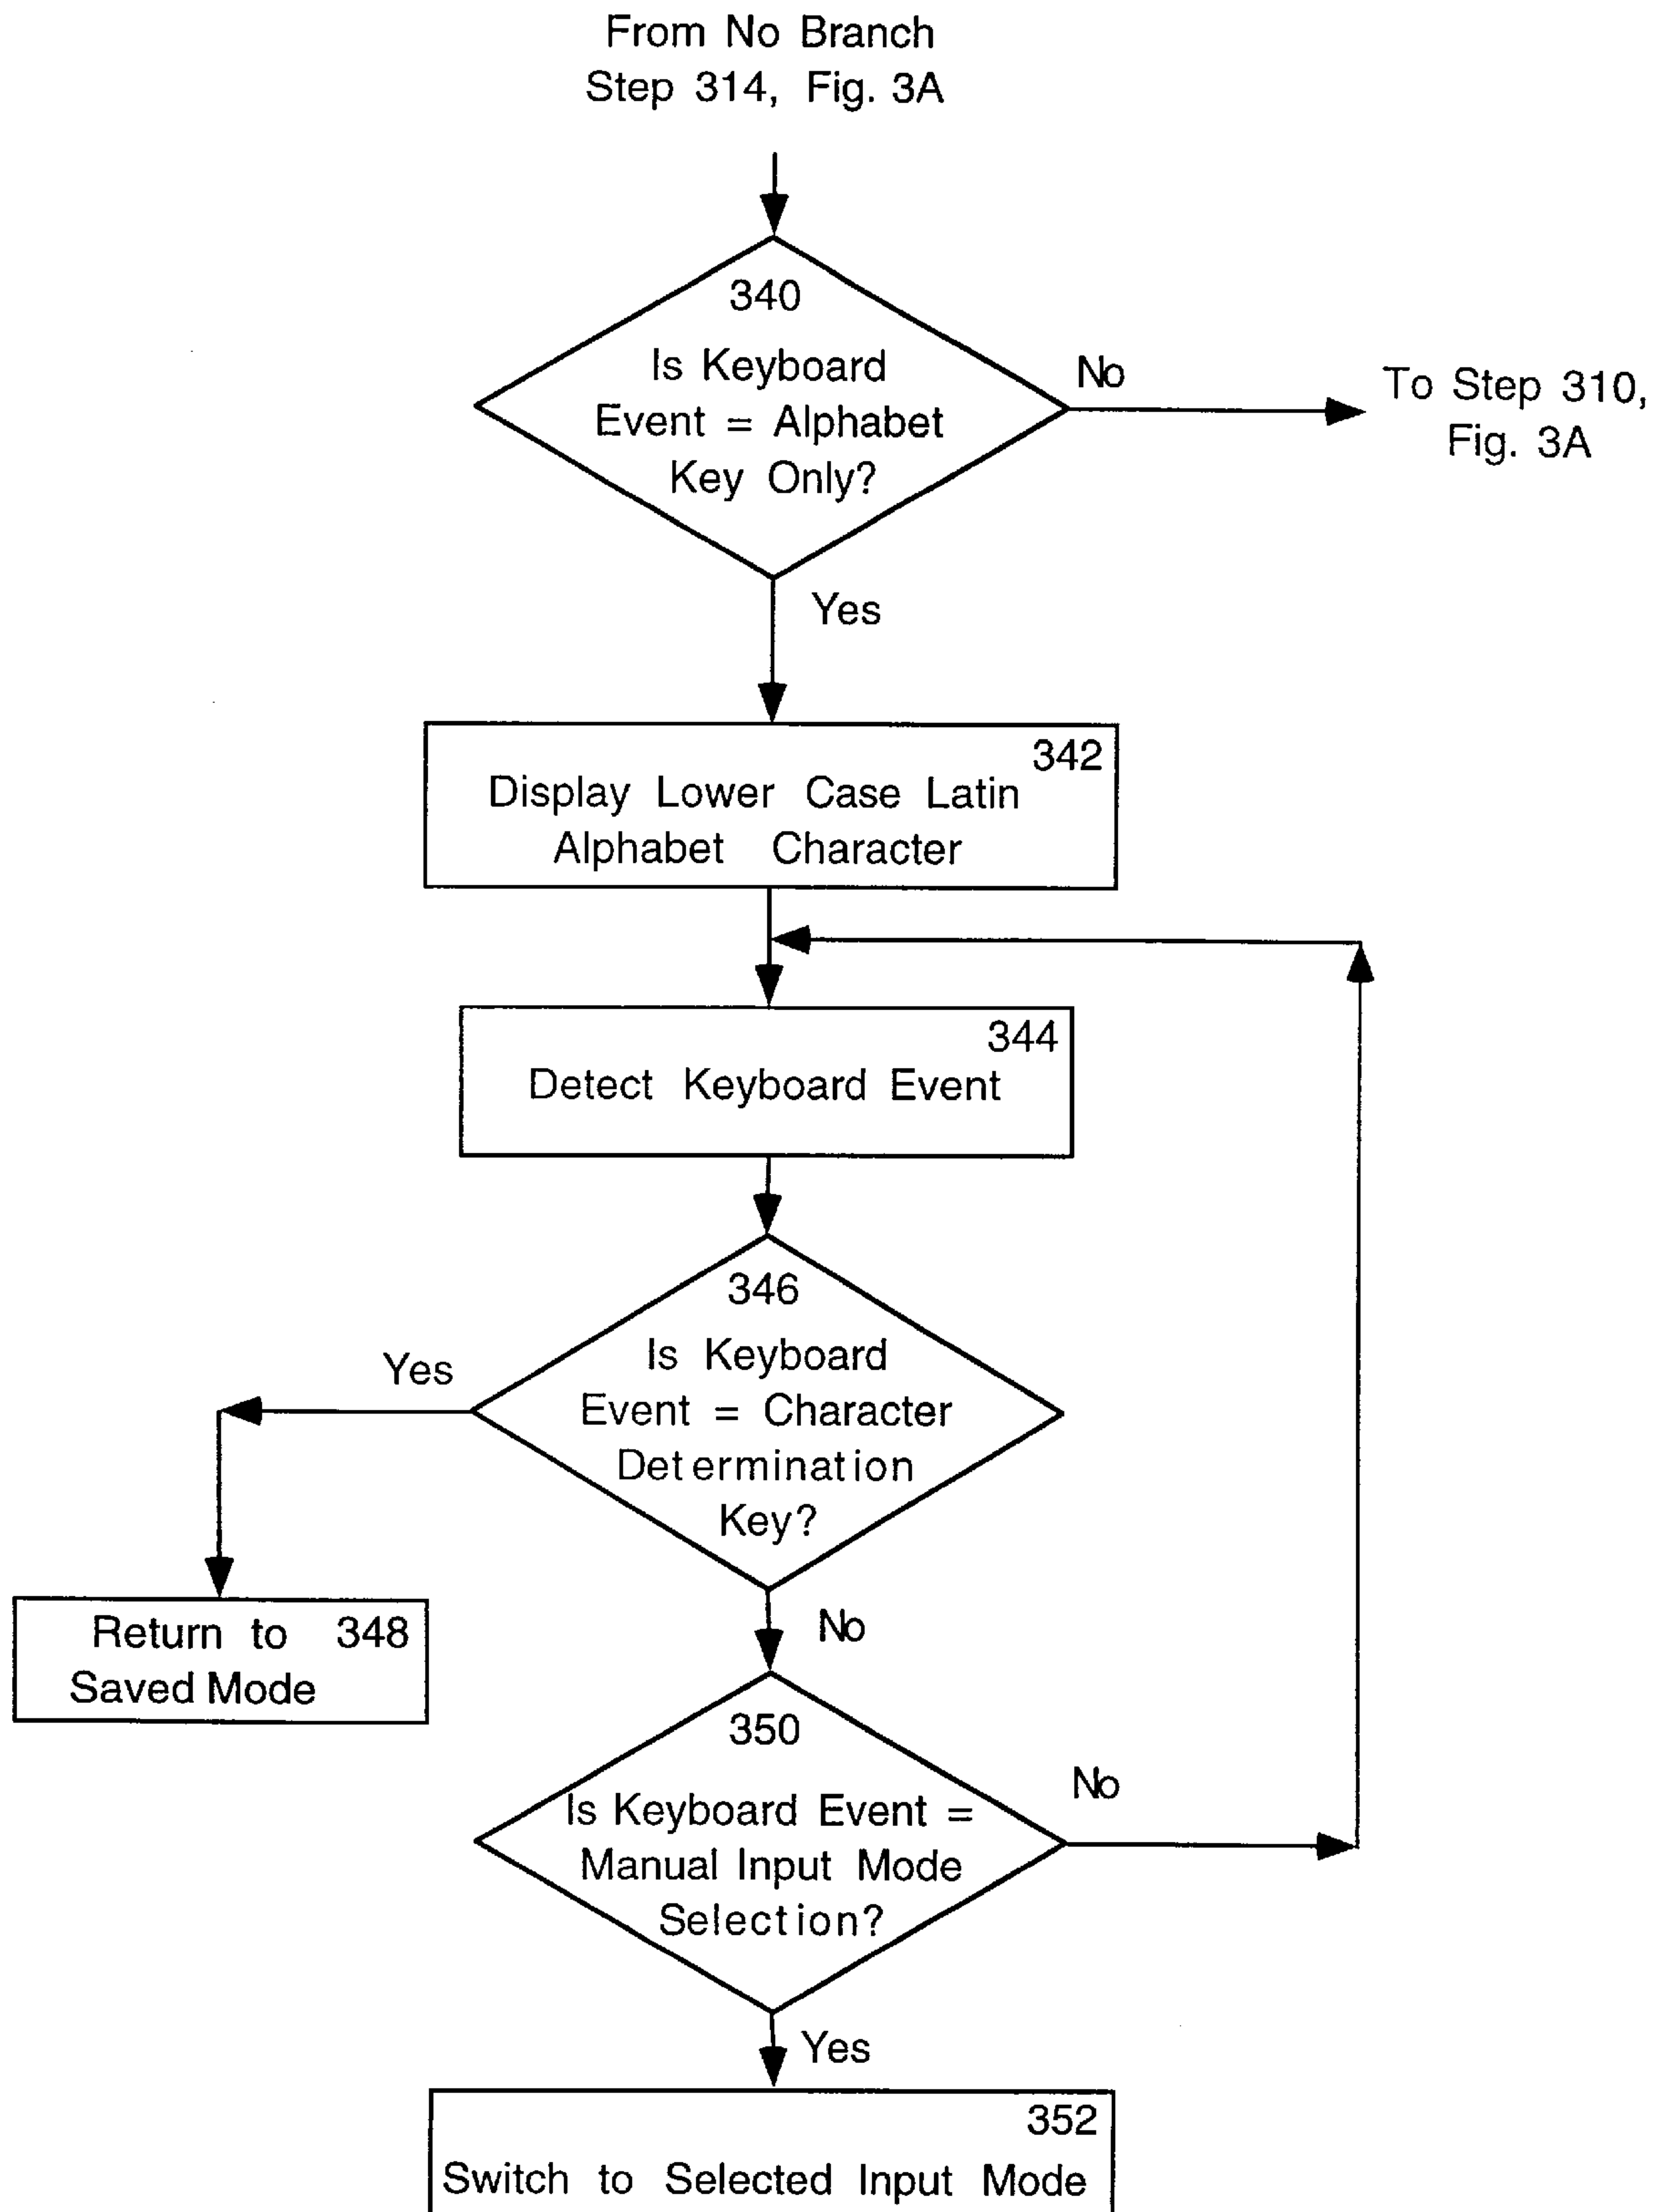 From No Branch
Step 314, Fig. 3A
340
Is Keyboard
Event = Alphabet
Key Only?
No
To Step 310,
Fig. 3A
Yes
342
Display Lower Case Latin
Alphabet Character
344
Detect Keyboard Event
346
Is Keyboard
Event = Character
Determination
Key?
Yes
Return to 348
Saved Mode
No
350
Is Keyboard Event =
Manual Input Mode
Selection?
No
Yes
352
Switch to Selected Input Mode